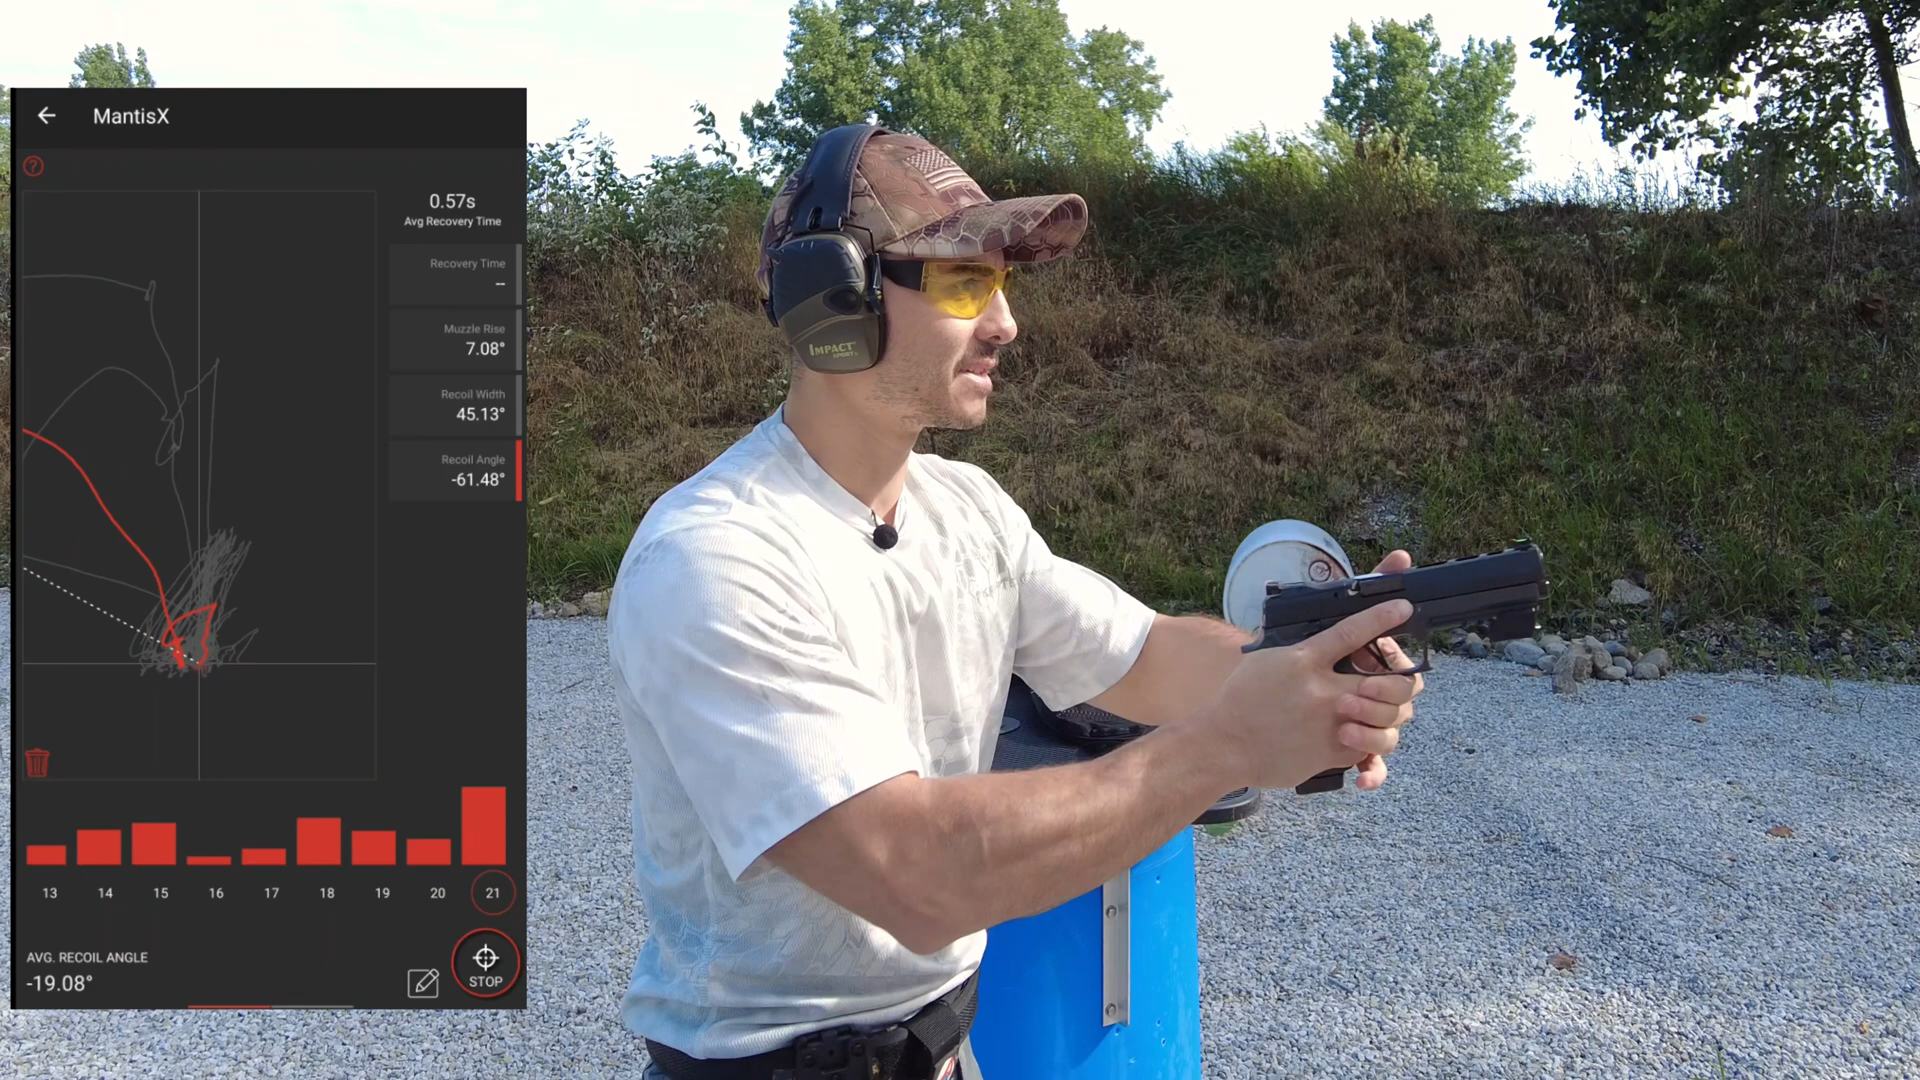 MantisX
?
0.57s
Avg Recovery Time
Recovery Time
--
Muzzle Rise
7.08°
Recoil Width
45.13°
Recoil Angle
-61.48°
13 14 15 16 17 18 19 20 21
AVG. RECOIL ANGLE
-19.08°
STOP
IMPACT
SPORT